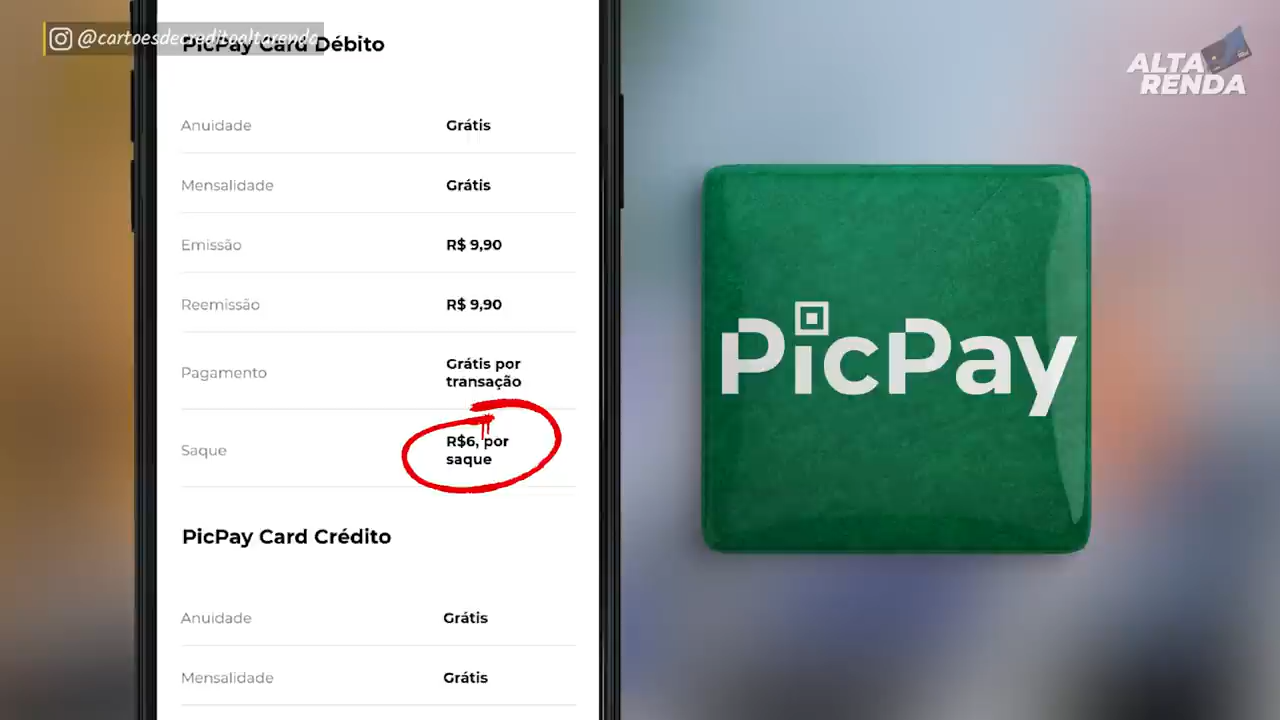 @cartoesdecreditoaltarenda
PicPay Card Débito
ALTA
RENDA
Anuidade Grátis
Mensalidade Grátis
Emissão R$ 9,90
Reemissão R$ 9,90
Pagamento Grátis por
transação
Saque R$6, por
saque
PicPay
PicPay Card Crédito
Anuidade Grátis
Mensalidade Grátis